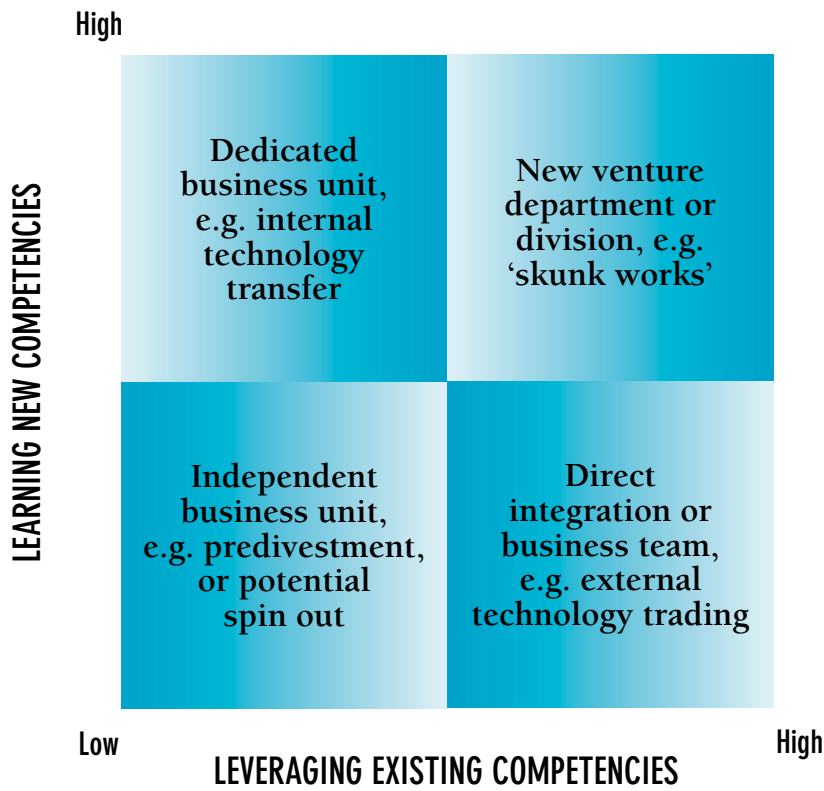 High
LEARNING NEW COMPETENCIES
Dedicated
business unit,
e.g. internal
technology
transfer
New venture
department or
division, e.g.
‘skunk works’
Independent
business unit,
e.g. predivestment,
or potential
spin out
Direct
integration or
business team,
e.g. external
technology trading
Low
LEVERAGING EXISTING COMPETENCIES
High